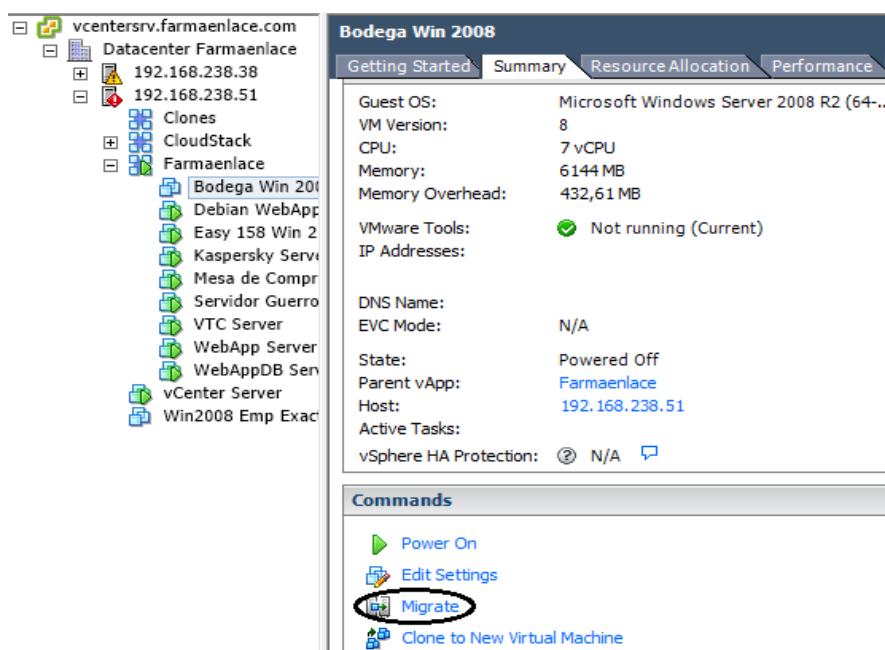 vcentersrv.farmaenlace.com
Datacenter Farmaenlace
192.168.238.38
192.168.238.51
Clones
CloudStack
Farmaenlace
Bodega Win 200
Debian WebApp
Easy 158 Win 2
Kaspersky Serve
Mesa de Compr
Servidor Guerro
VTC Server
WebApp Server
WebAppDB Serv
vCenter Server
Win2008 Emp Exact
Bodega Win 2008
Getting Started Summary Resource Allocation Performance
Guest OS: Microsoft Windows Server 2008 R2 (64-..
VM Version: 8
CPU: 7 vCPU
Memory: 6144 MB
Memory Overhead: 432,61 MB
VMware Tools: Not running (Current)
IP Addresses:
DNS Name:
EVC Mode: N/A
State: Powered Off
Parent vApp: Farmaenlace
Host: 192.168.238.51
Active Tasks:
vSphere HA Protection: N/A
Commands
Power On
Edit Settings
Migrate
Clone to New Virtual Machine